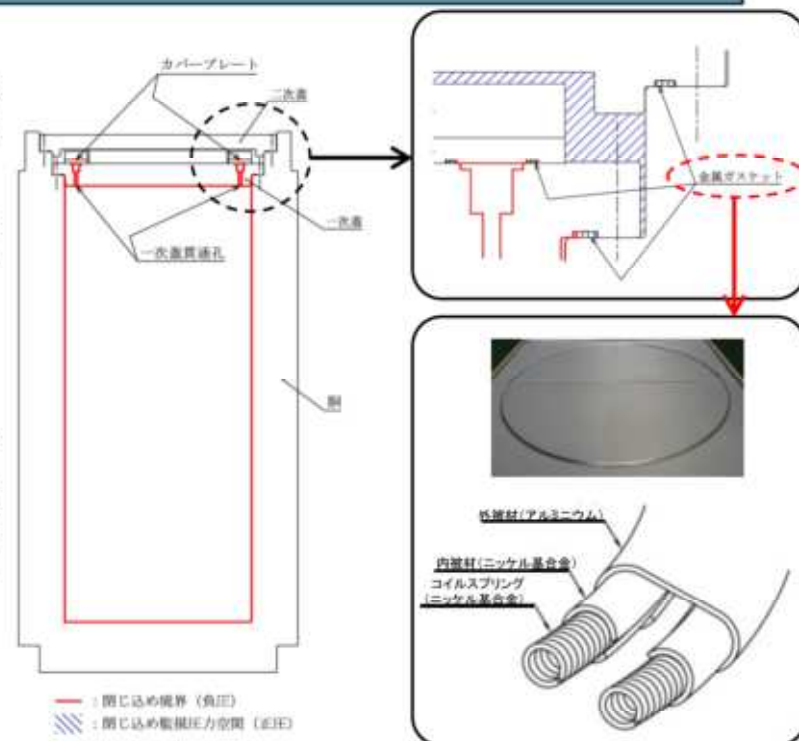 カバープレート
二次蓋
一次蓋
一次蓋貫通孔
胴
：閉じ込め境界（負圧）
：閉じ込め監視圧力空間（正圧）
金属ガスケット
外被材(アルミニウム)
内被材(ニッケル基合金)
コイルスプリング
(ニッケル基合金)